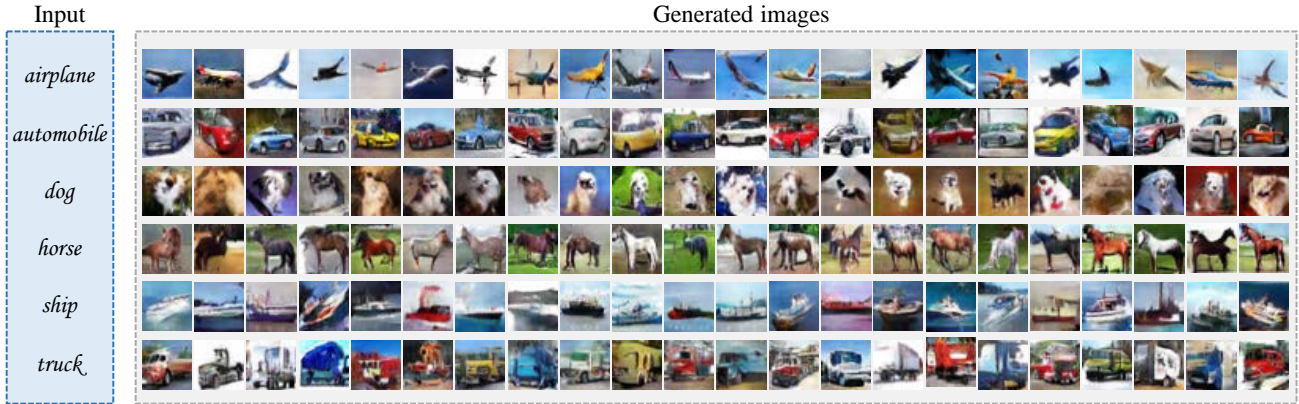 Input
Generated images
airplane
automobile
dog
horse
ship
truck